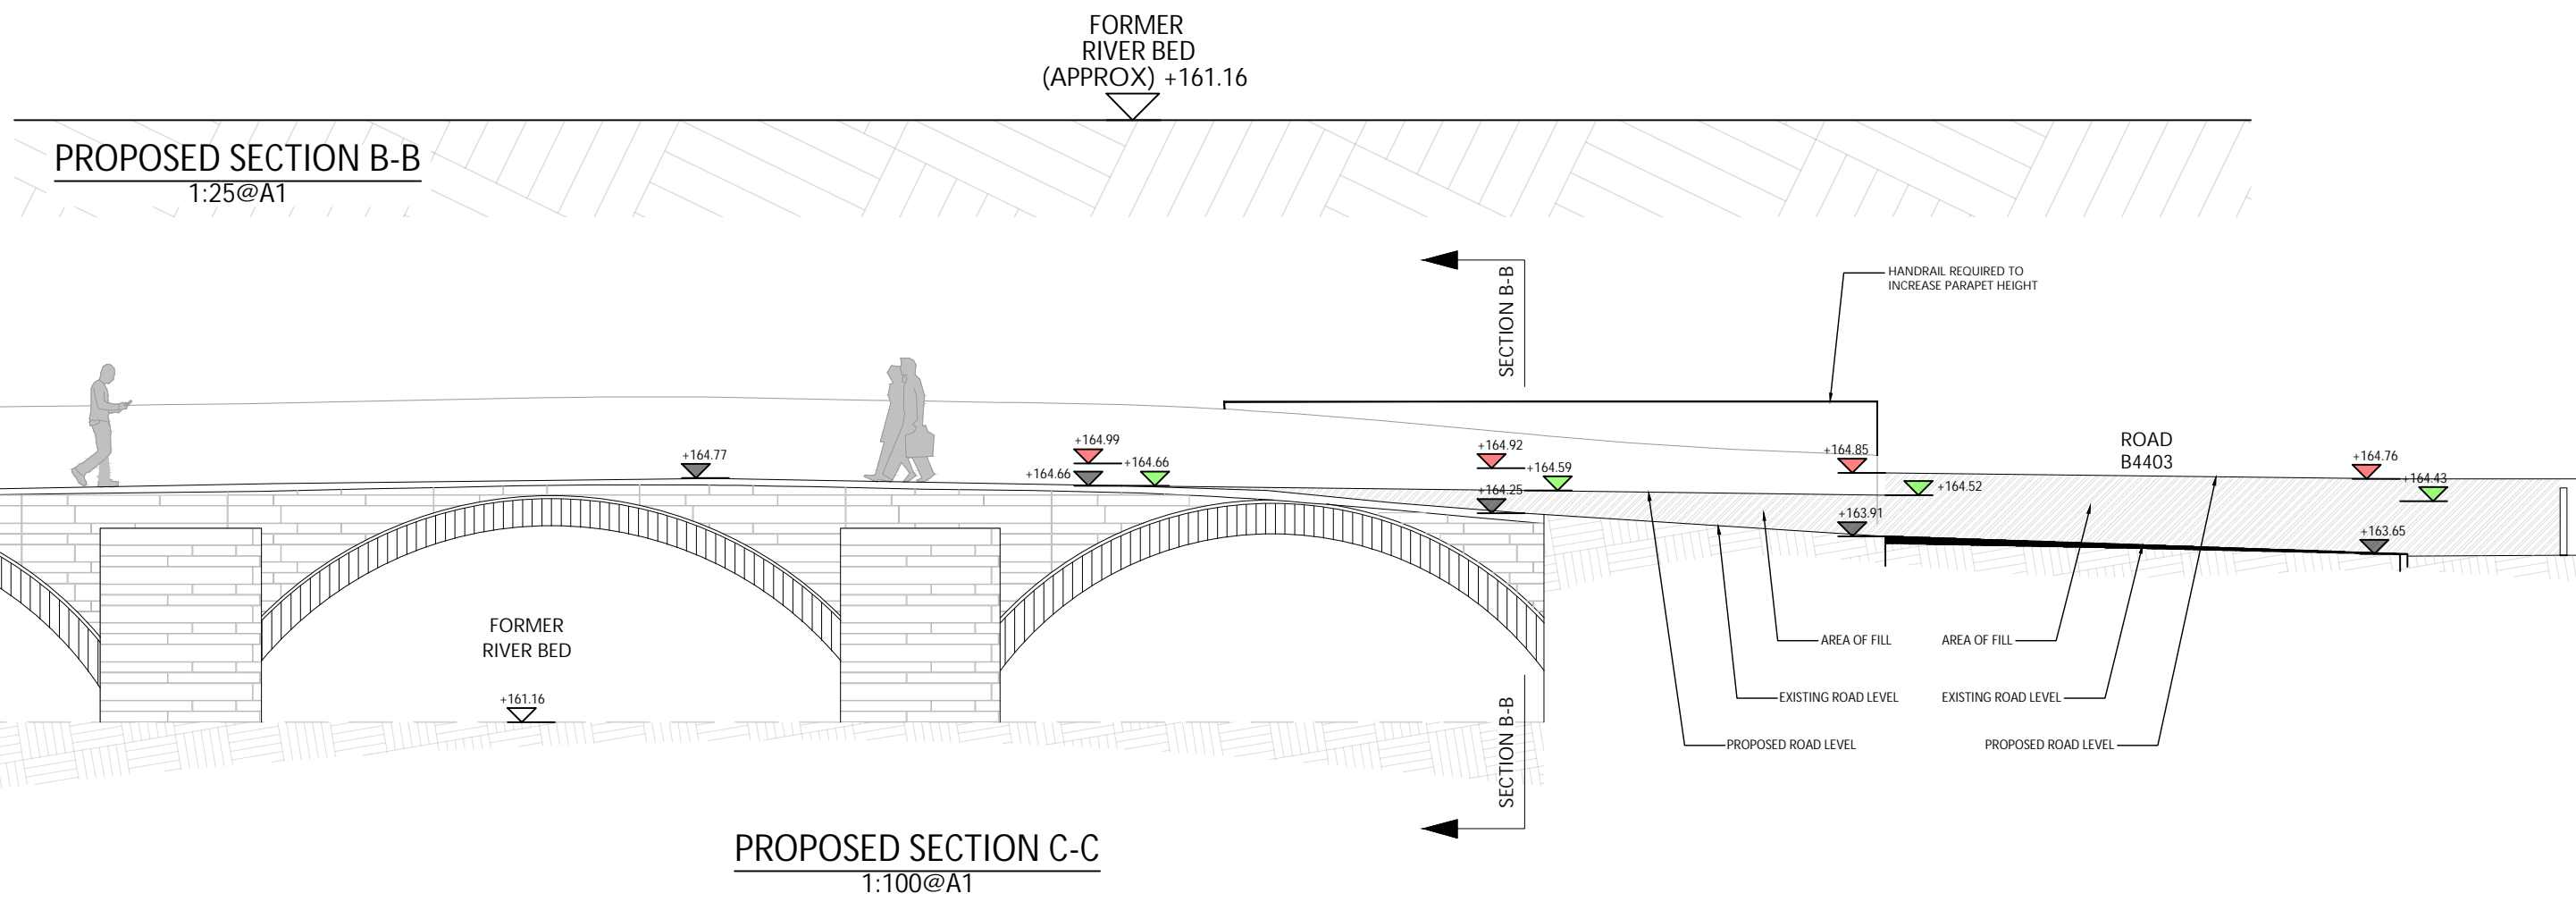 FORMER
RIVER BED
(APPROX) +161.16
PROPOSED SECTION B-B
1:25@A1
SECTION B-B
HANDRAIL REQUIRED TO
INCREASE PARAPET HEIGHT
+164.77
+164.99
+164.66
+164.66
+164.92
+164.59
+164.25
+164.85
+164.52
+163.91
ROAD
B4403
+164.76
+164.43
+163.65
FORMER
RIVER BED
+161.16
AREA OF FILL
AREA OF FILL
EXISTING ROAD LEVEL
EXISTING ROAD LEVEL
PROPOSED ROAD LEVEL
PROPOSED ROAD LEVEL
SECTION B-B
PROPOSED SECTION C-C
1:100@A1